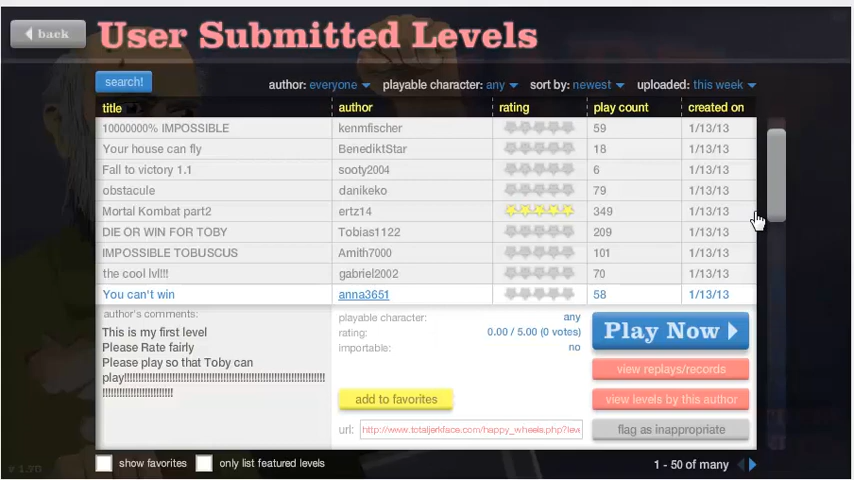 back
User Submitted Levels
search!
author: everyone playable character: any sort by: newest uploaded: this week
title author rating play count created on
10000000% IMPOSSIBLE kenmfischer 59 1/13/13
Your house can fly BenediktStar 18 1/13/13
Fall to victory 1.1 sooty2004 6 1/13/13
obstacule danikeko 79 1/13/13
Mortal Kombat part2 ertz14 349 1/13/13
DIE OR WIN FOR TOBY Tobias1122 209 1/13/13
IMPOSSIBLE TOBUSCUS Amith7000 101 1/13/13
the cool lvl!!! gabriel2002 70 1/13/13
You can't win anna3651 58 1/13/13
author's comments:
This is my first level
Please Rate fairly
Please play so that Toby can
play!!!!!!!!!!!!!!!!!!!!!!!!!!!!!!!!!!!!!!!!!!!!!!!!!!!!!!!!!!!!
!!!!!!!!!!!!!!!!!!!!!!!!
playable character: any
rating: 0.00 / 5.00 (0 votes)
importable: no
add to favorites
url: http://www.totaljerkface.com/happy_wheels.php?lev
Play Now
view replays/records
view levels by this author
flag as inappropriate
show favorites only list featured levels
1 - 50 of many
v 1.70